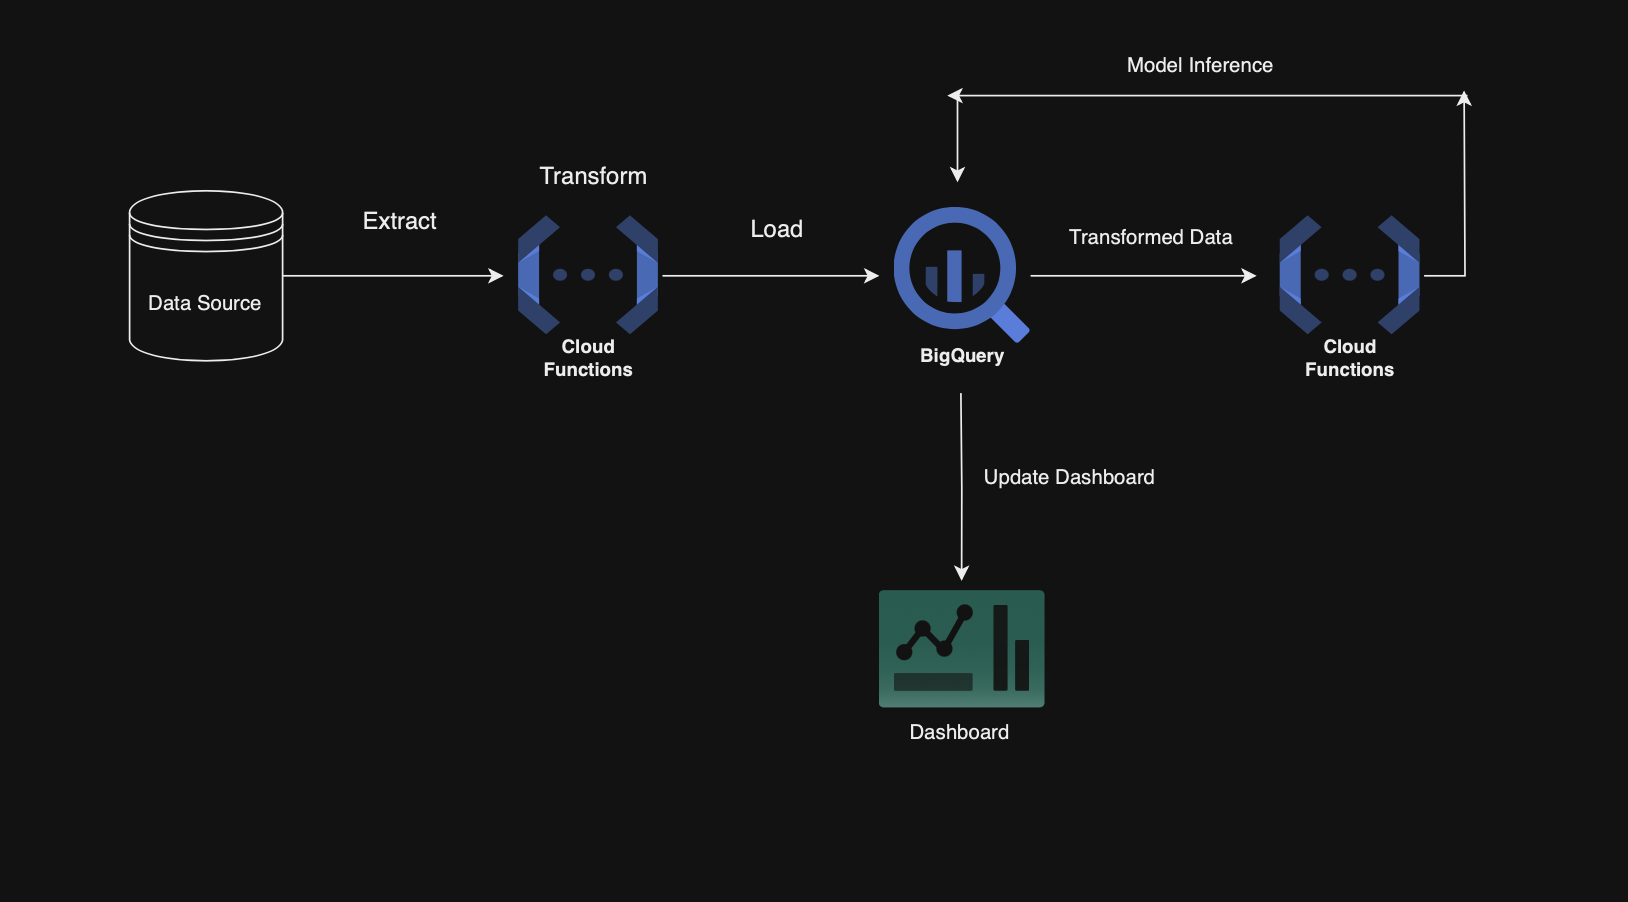 Model Inference
Transform
Extract
Load
Transformed Data
Data Source
Cloud
Functions
BigQuery
Cloud
Functions
Update Dashboard
Dashboard